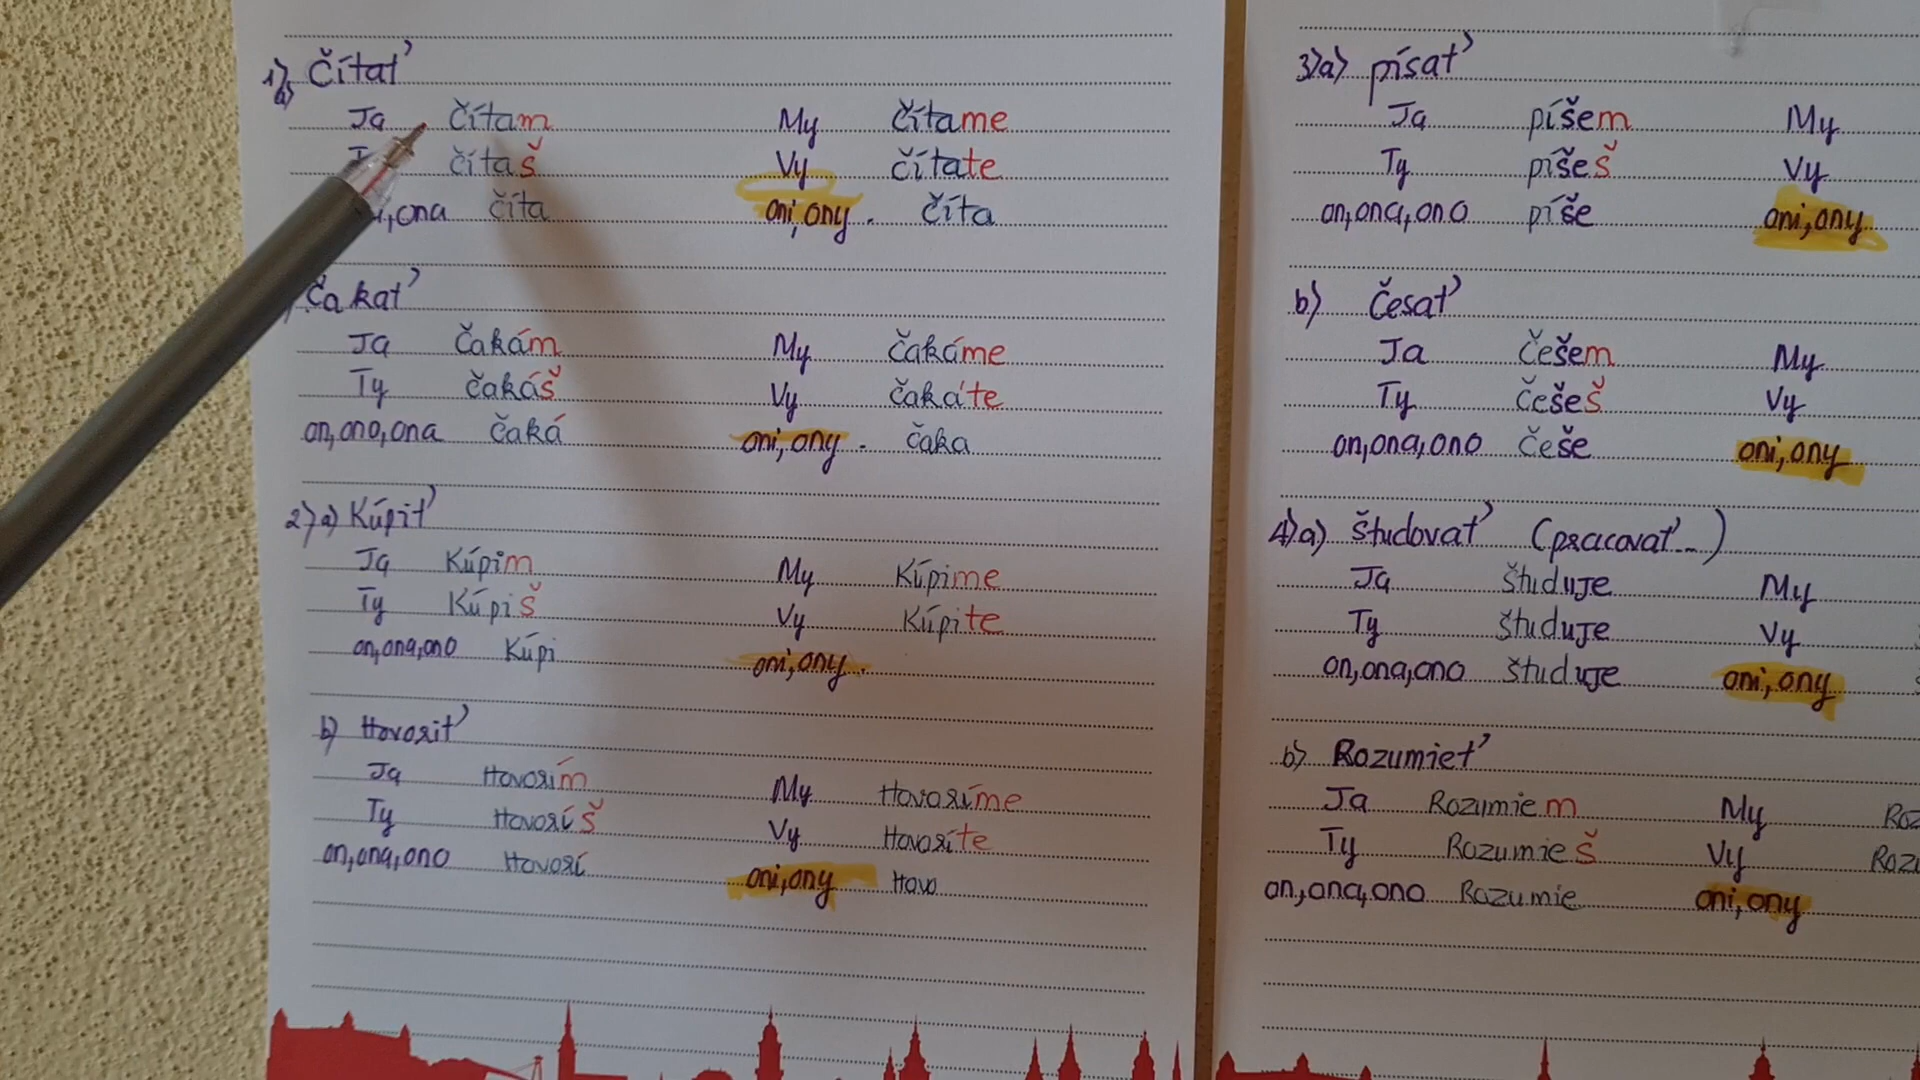 1) a) Čítať
Ja čítam My čítame
čítaš Vy čítate
ona číta oni, ony. číta
Čakať
Ja Čakám My Čakáme
Ty čakáš Vy čakáte
on, ono, ona čaká oni, ony. čaka
2) a) Kúpiť
Ja Kúpim My Kúpime
Ty Kúpiš Vy Kúpite
on, ona, ono Kúpi oni, ony.
b) Hovoriť
Ja Hovorím My Hovoríme
Ty Hovoríš Vy Hovoríte
on, ona, ono Hovorí oni, ony Hovo
3) a) písať
Ja píšem My
Ty píšeš Vy
on, ona, ono píše oni, ony
b) Česať
Ja Češem My
Ty Češeš Vy
on, ona, ono Češe oni, ony
4) a) študovať (pracovať...)
Ja študuje My
Ty študuje Vy
on, ona, ono študuje oni, ony
b) Rozumieť
Ja Rozumiem My Roz
Ty Rozumieš Vy Rozu
on, ona, ono Rozumie oni, ony